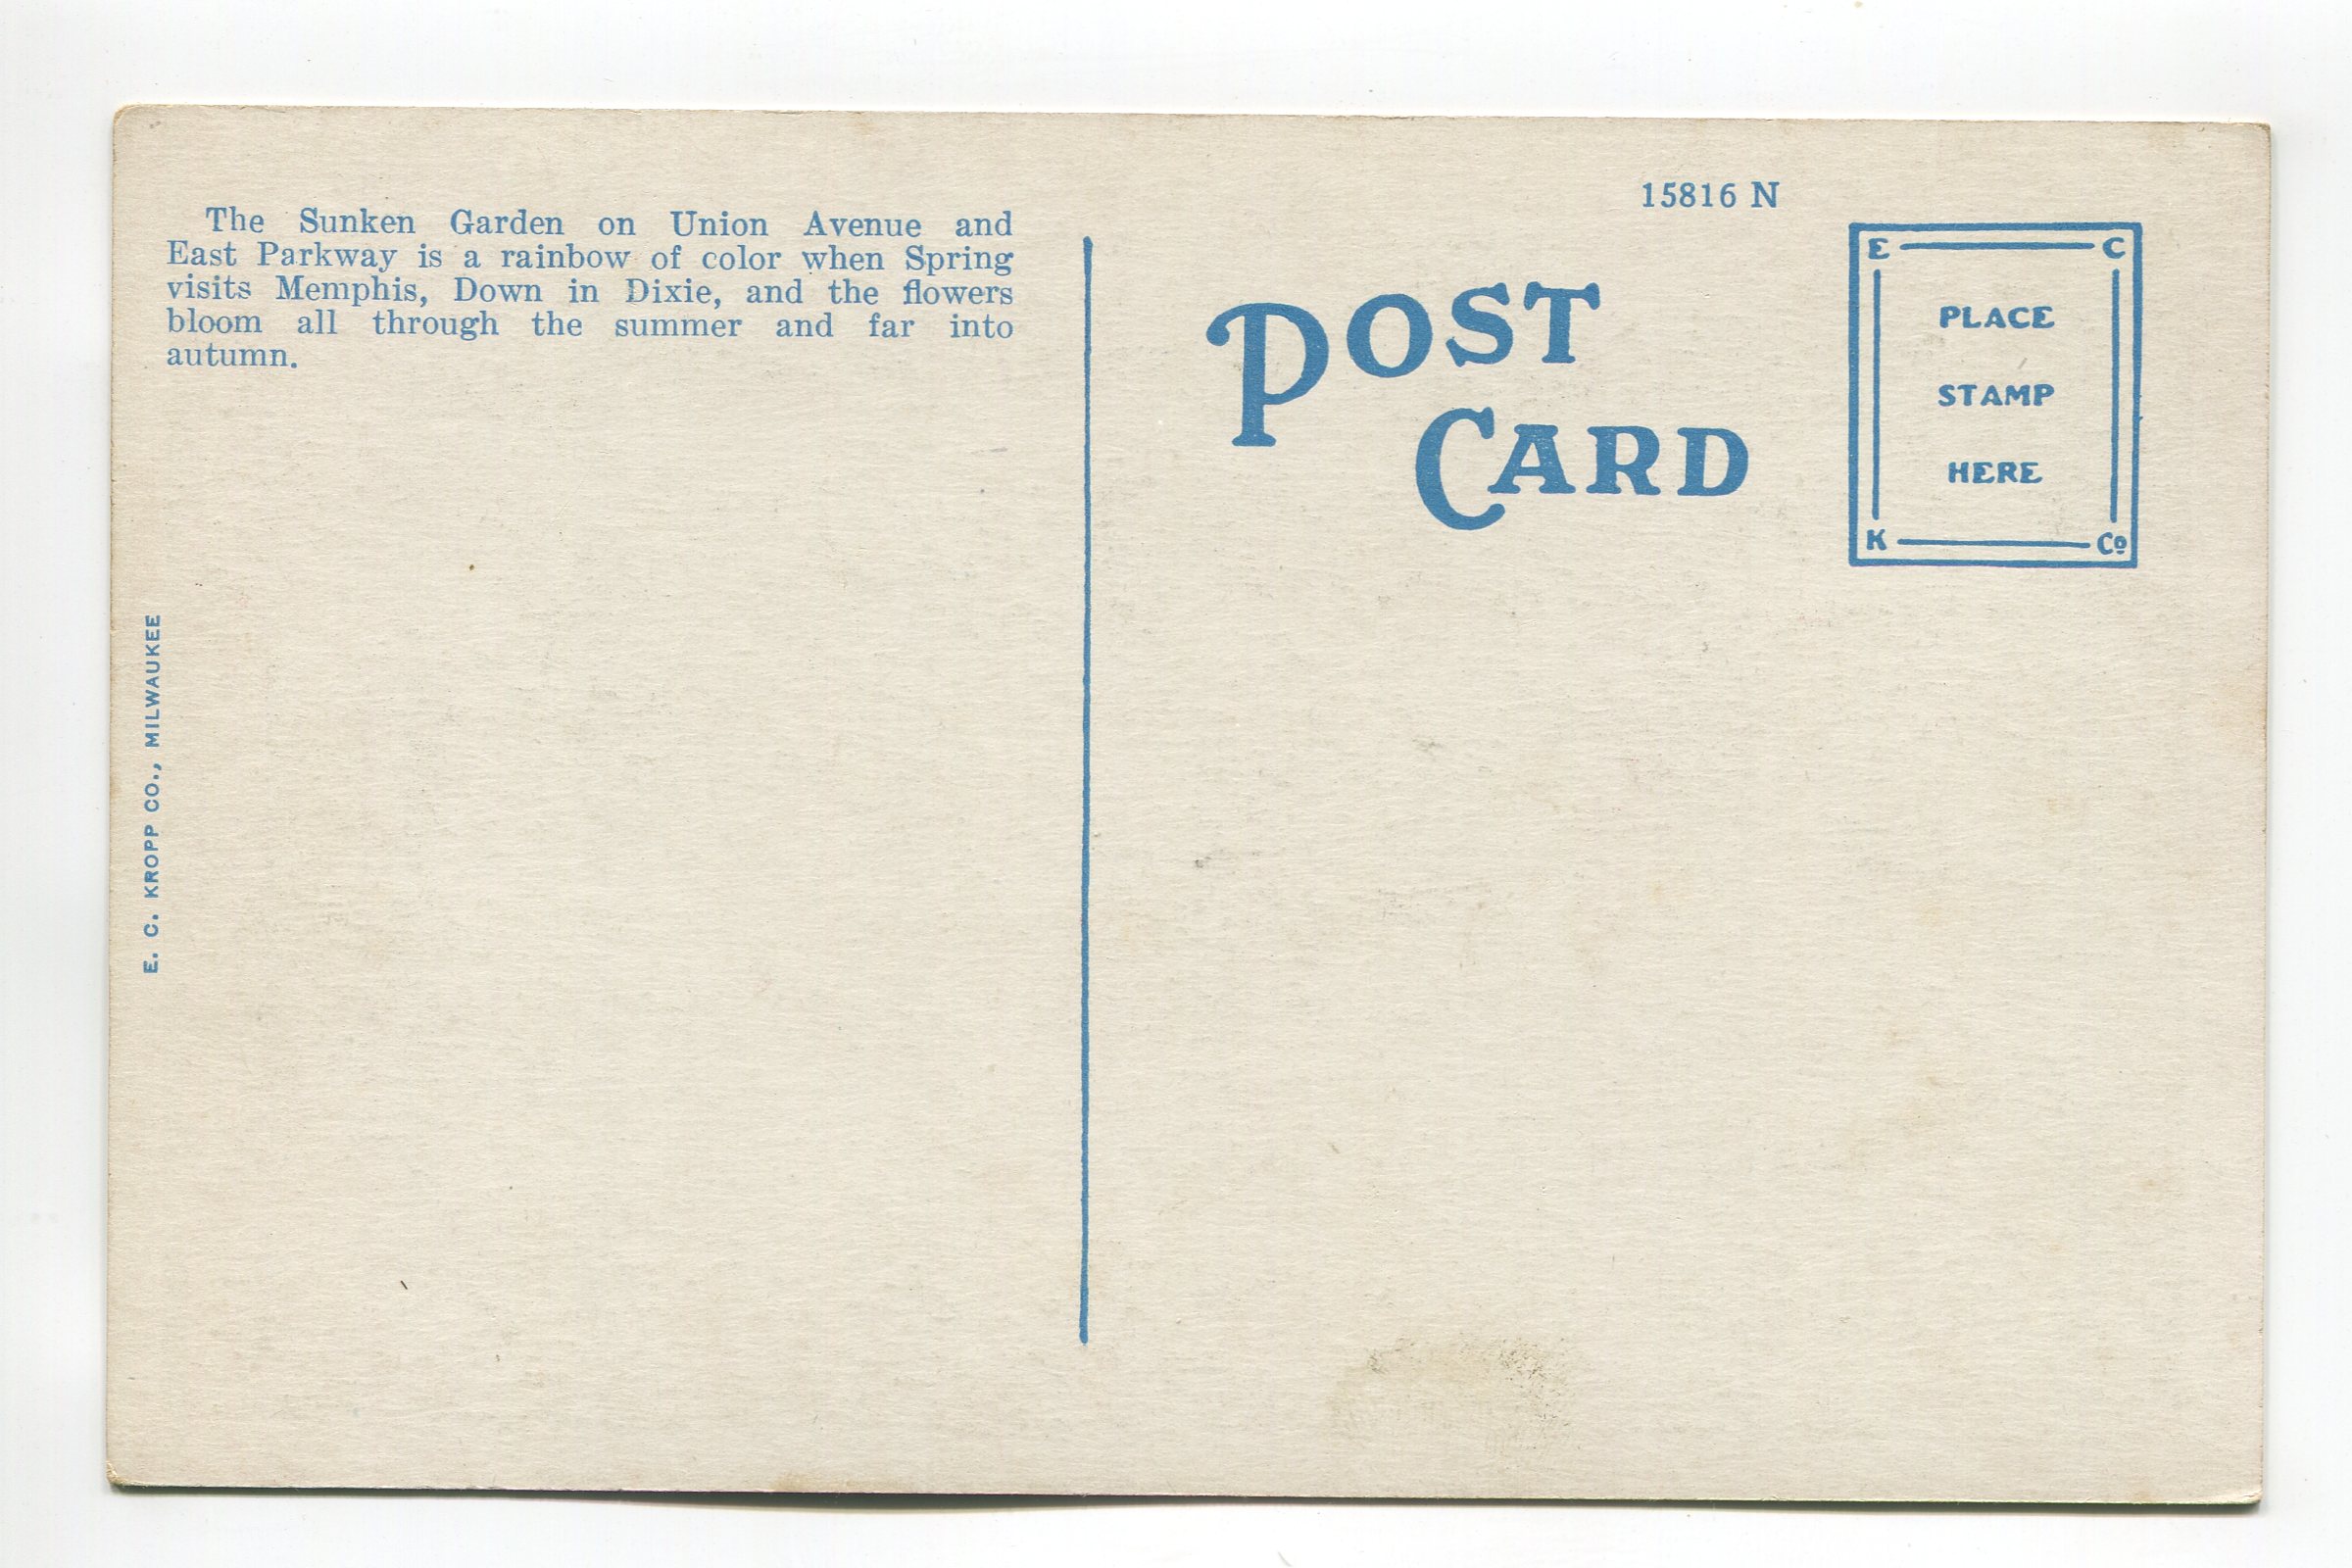 The Sunken Garden on Union Avenue and
East Parkway is a rainbow of color when Spring
visits Memphis, Down in Dixie, and the flowers
bloom all through the summer and far into
autumn.
E. C. KROPP CO., MILWAUKEE
15816 N
POST
CARD
E C
PLACE
STAMP
HERE
K Co